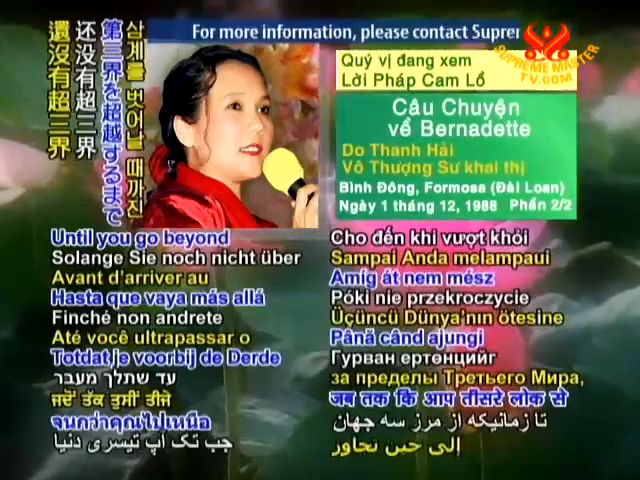 還沒有超三界
还没有超三界
第三界を超越するまで
삼계를 벗어날 때까진
For more information, please contact Suprem
SUPREME MASTER
TV.COM
Quý vị đang xem
Lời Pháp Cam Lồ
Câu Chuyện
về Bernadette
Do Thanh Hải
Vô Thượng Sư khai thị
Bình Đông, Formosa (Đài Loan)
Ngày 1 tháng 12, 1988 Phần 2/2
Until you go beyond
Solange Sie noch nicht über
Avant d'arriver au
Hasta que vaya más allá
Finché non andrete
Até você ultrapassar o
Totdat je voorbij de Derde
עד שתלך מעבר
ਜਦੋਂ ਤੱਕ ਤੁਸੀਂ ਤੀਜੇ
จนกว่าคุณไปเหนือ
جب تک آپ تیسری دنیا
Cho đến khi vượt khỏi
Sampai Anda melampaui
Amíg át nem mész
Póki nie przekroczycie
Üçüncü Dünya'nın ötesine
Până când ajungi
Гурван ертөнцийг
за пределы Третьего Мира,
जब तक कि आप तीसरे लोक से
تا زمانیکه از مرز سه جهان
إلى حين تتجاوز